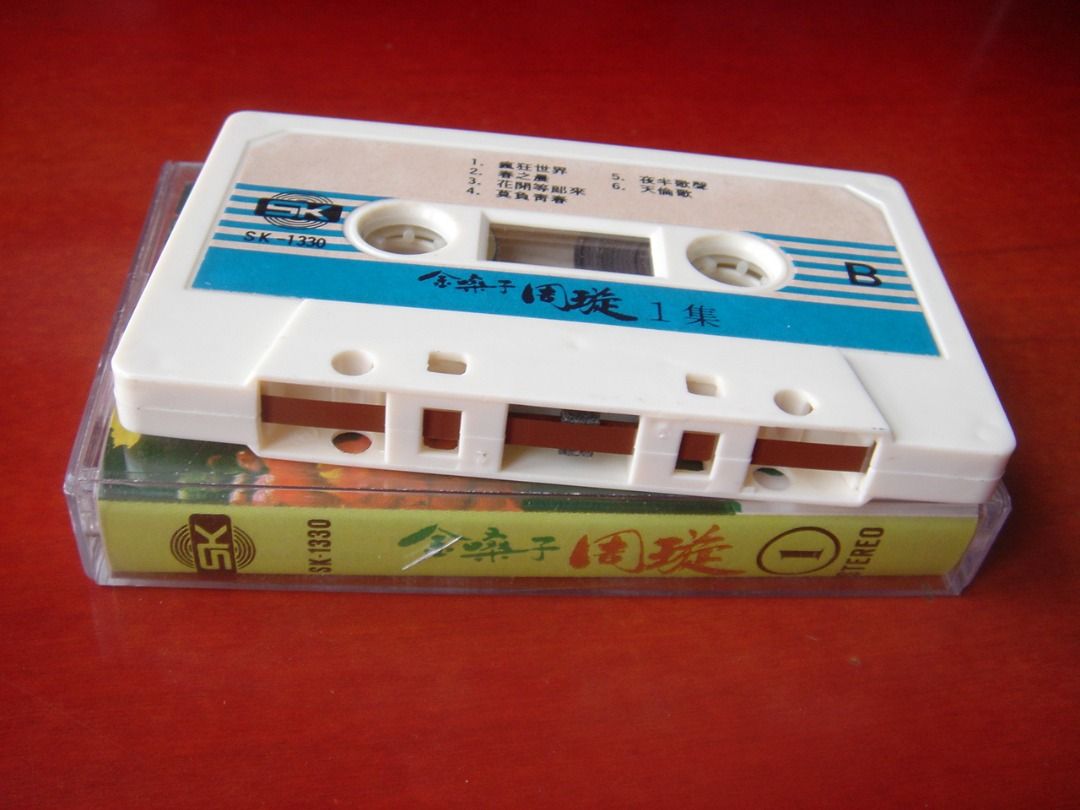 1. 瘋狂世界
2. 春之晨
3. 花開等郎來
4. 莫負青春
5. 夜半歌聲
6. 天倫歌
SK
SK-1330
B
金嗓子 周璇 1集
SK
SK-1330
金嗓子 周璇 1 STEREO